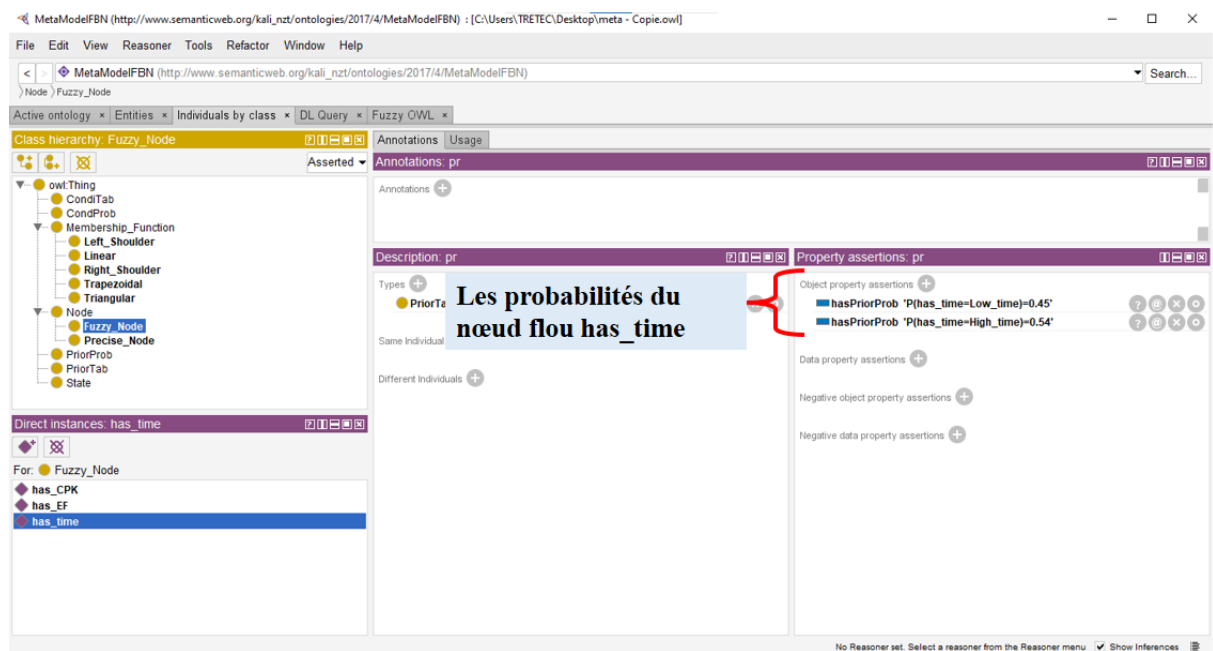 MetaModelFBN (http://www.semanticweb.org/kali_nzt/ontologies/2017/4/MetaModelFBN) : [C:\Users\TRETEC\Desktop\meta - Copie.owl]
File Edit View Reasoner Tools Refactor Window Help
< > MetaModelFBN (http://www.semanticweb.org/kali_nzt/ontologies/2017/4/MetaModelFBN) Search...
Node Fuzzy_Node
Active ontology × Entities × Individuals by class × DL Query × Fuzzy OWL ×
Class hierarchy: Fuzzy_Node
Asserted
owl:Thing
CondiTab
CondProb
Membership_Function
Left_Shoulder
Linear
Right_Shoulder
Trapezoidal
Triangular
Node
Fuzzy_Node
Precise_Node
PriorProb
PriorTab
State
Direct instances: has_time
For: Fuzzy_Node
has_CPK
has_EF
has_time
Annotations Usage
Annotations: pr
Annotations
Description: pr
Types
Same Individual
Different Individuals
Les probabilités du
nœud flou has_time
Property assertions: pr
Object property assertions
hasPriorProb 'P(has_time=Low_time)=0.45'
hasPriorProb 'P(has_time=High_time)=0.54'
Data property assertions
Negative object property assertions
Negative data property assertions
No Reasoner set. Select a reasoner from the Reasoner menu Show Inferences